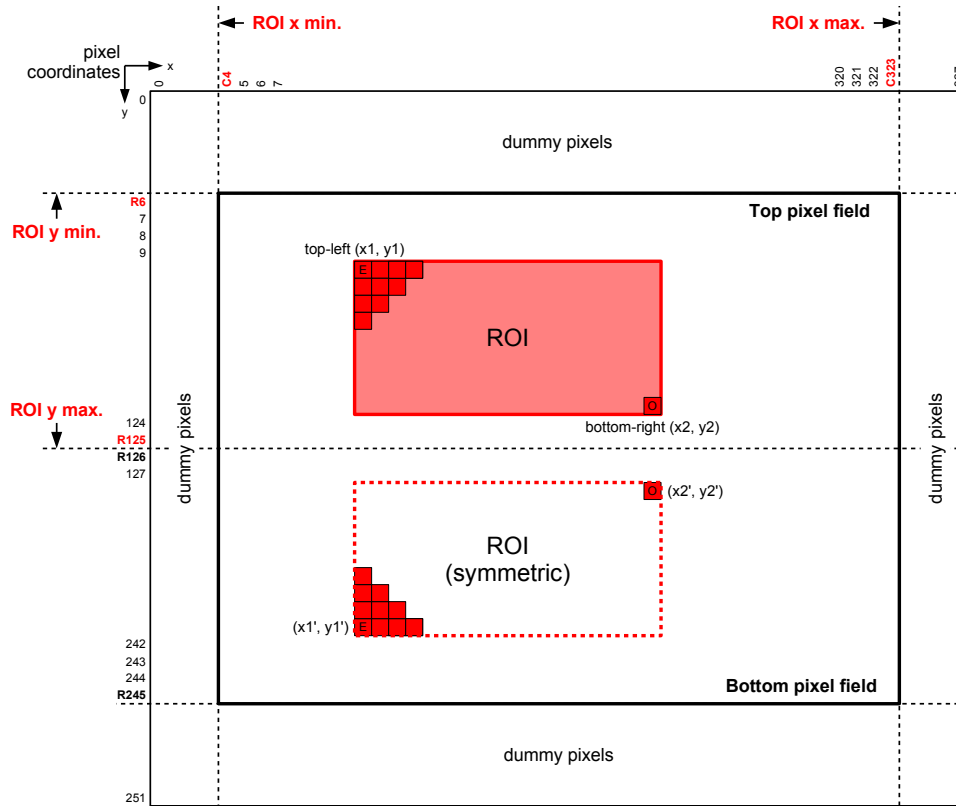 ROI x min.
ROI x max.
pixel
coordinates
x
y
0
C4
5
6
7
320
321
322
C323
0
dummy pixels
R6
7
8
9
ROI y min.
Top pixel field
top-left (x1, y1)
E
ROI
O
bottom-right (x2, y2)
ROI y max.
124
R125
R126
127
dummy pixels
dummy pixels
O
(x2', y2')
ROI
(symmetric)
(x1', y1')
E
242
243
244
R245
Bottom pixel field
dummy pixels
251